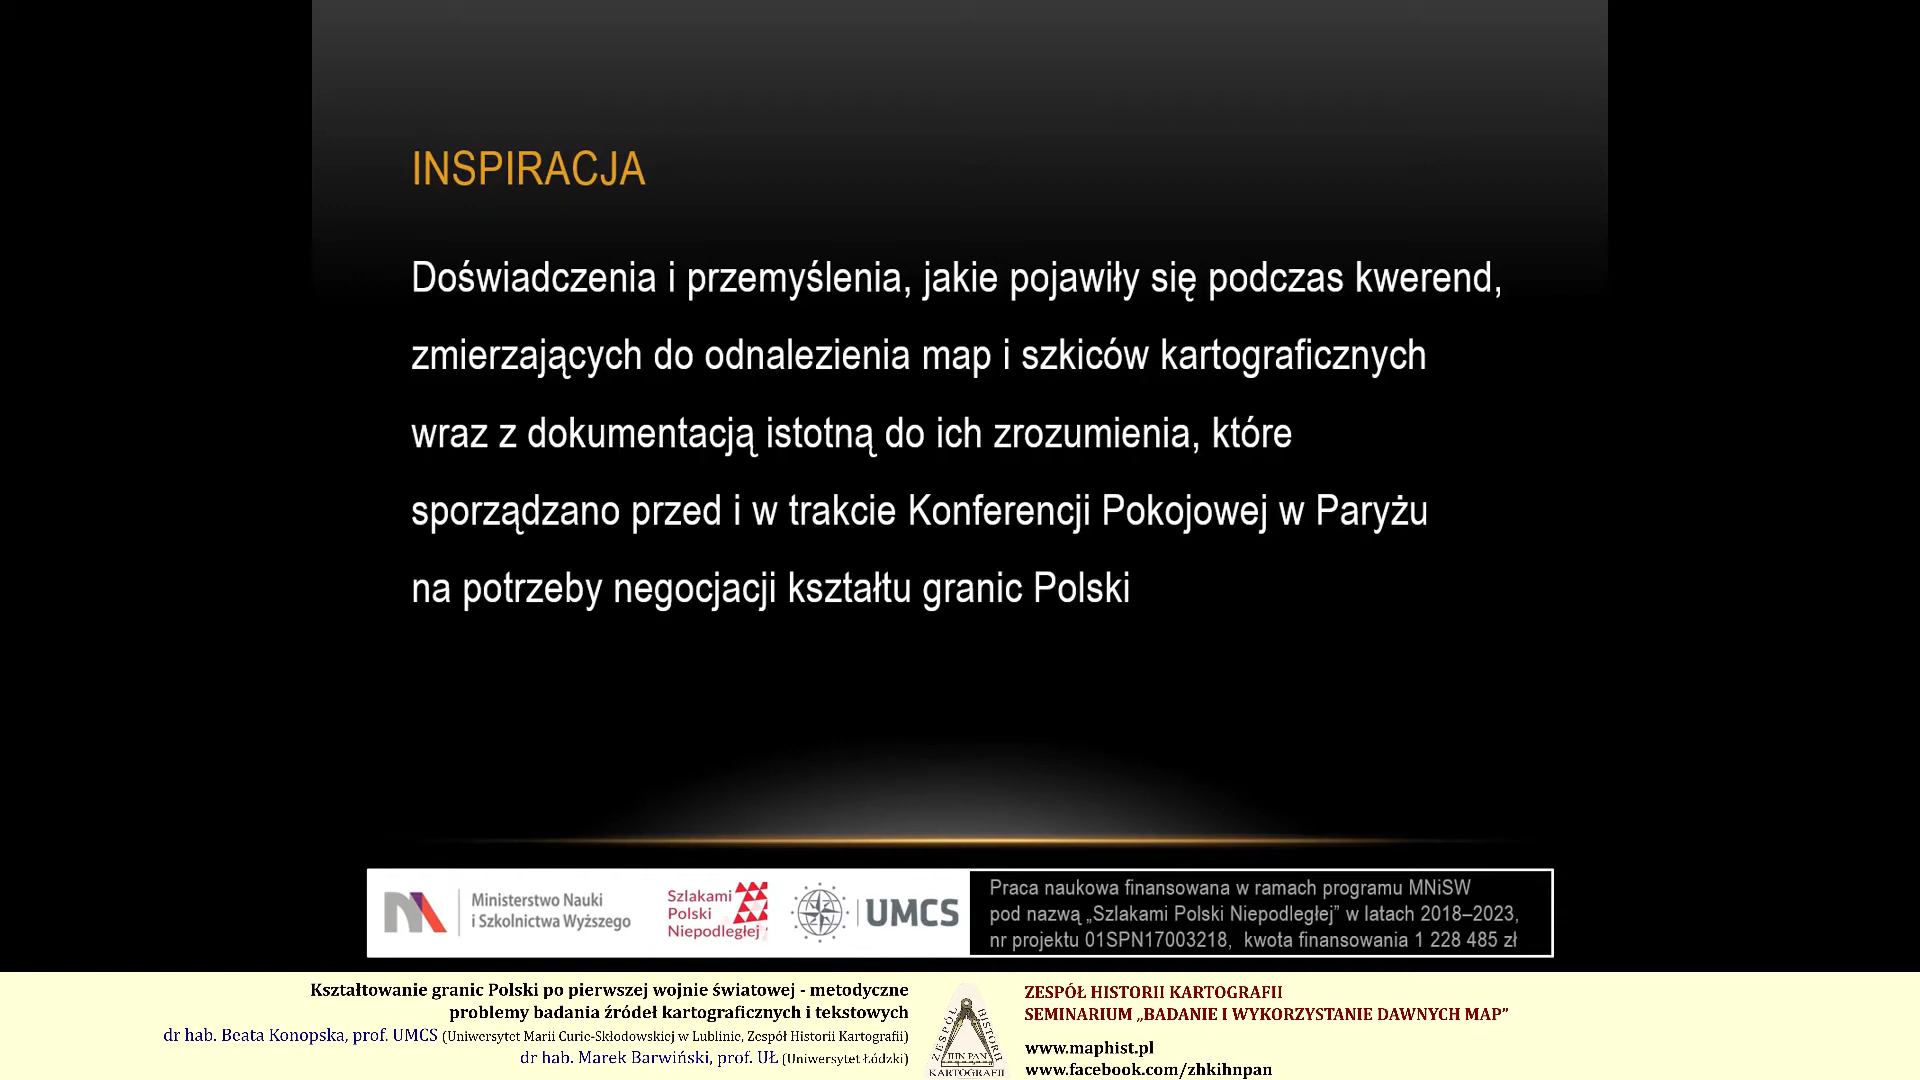 INSPIRACJA
Doświadczenia i przemyślenia, jakie pojawiły się podczas kwerend,
zmierzających do odnalezienia map i szkiców kartograficznych
wraz z dokumentacją istotną do ich zrozumienia, które
sporządzano przed i w trakcie Konferencji Pokojowej w Paryżu
na potrzeby negocjacji kształtu granic Polski
Ministerstwo Nauki
i Szkolnictwa Wyższego
Szlakami
Polski
Niepodległej
UMCS
Praca naukowa finansowana w ramach programu MNiSW
pod nazwą „Szlakami Polski Niepodległej” w latach 2018–2023,
nr projektu 01SPN17003218, kwota finansowania 1 228 485 zł
Kształtowanie granic Polski po pierwszej wojnie światowej - metodyczne
problemy badania źródeł kartograficznych i tekstowych
dr hab. Beata Konopska, prof. UMCS (Uniwersytet Marii Curie-Skłodowskiej w Lublinie, Zespół Historii Kartografii)
dr hab. Marek Barwiński, prof. UŁ (Uniwersytet Łódzki)
ZESPÓŁ HISTORII
IHN PAN
KARTOGRAFII
ZESPÓŁ HISTORII KARTOGRAFII
SEMINARIUM „BADANIE I WYKORZYSTANIE DAWNYCH MAP”
www.maphist.pl
www.facebook.com/zhkihnpan